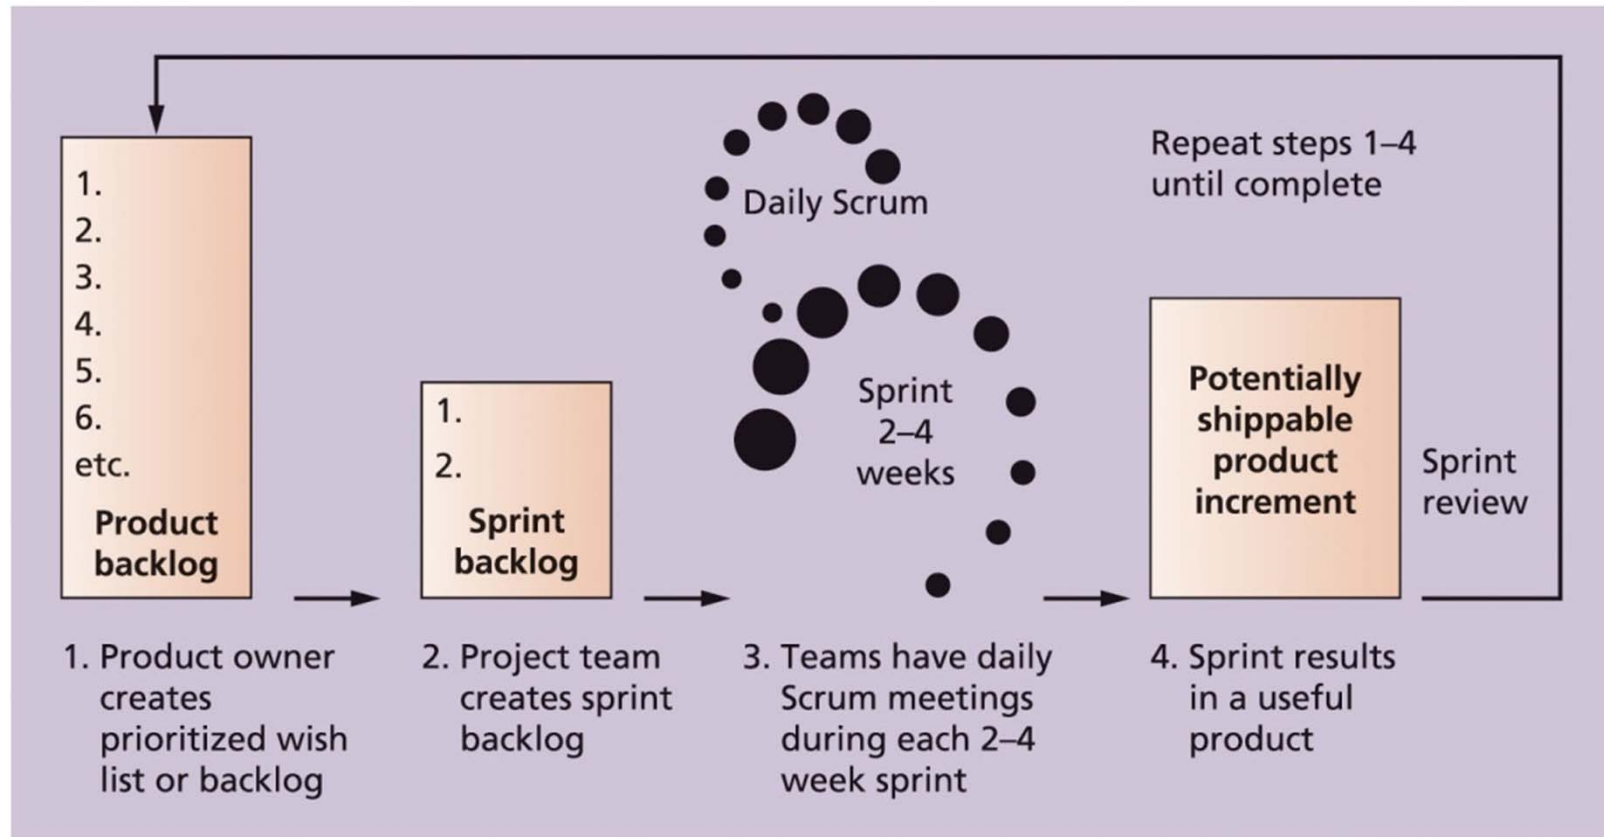 1.
2.
3.
4.
5.
6.
etc.
Product
backlog
1.
2.
Sprint
backlog
Daily Scrum
Sprint
2–4
weeks
Repeat steps 1–4
until complete
Potentially
shippable
product
increment
Sprint
review
1. Product owner
creates
prioritized wish
list or backlog
2. Project team
creates sprint
backlog
3. Teams have daily
Scrum meetings
during each 2–4
week sprint
4. Sprint results
in a useful
product